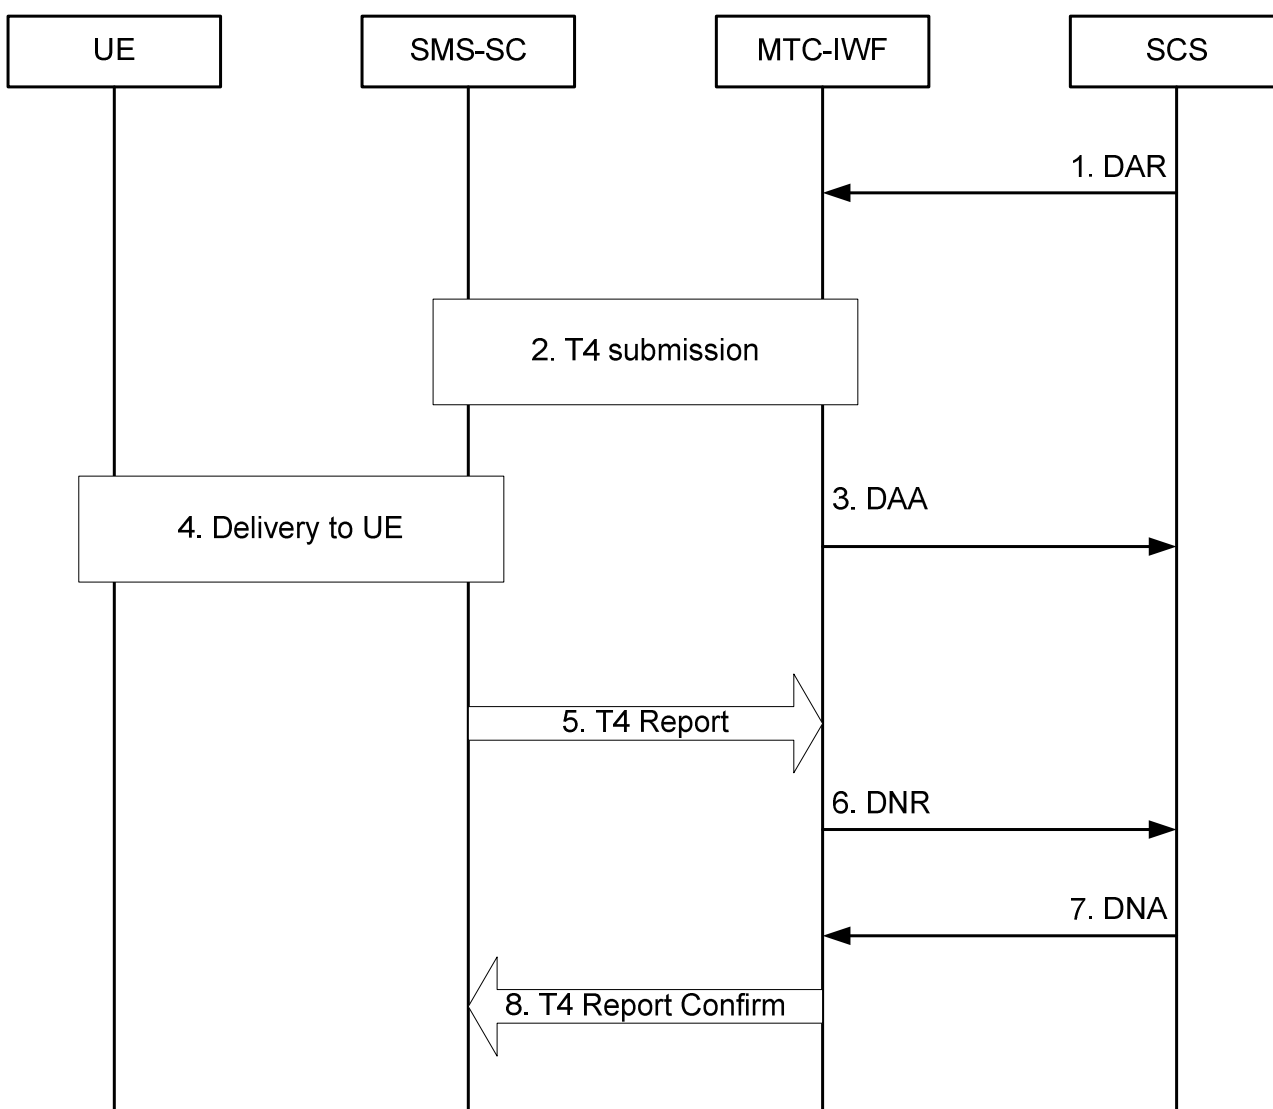 UE
SMS-SC
MTC-IWF
SCS
1. DAR
2. T4 submission
3. DAA
4. Delivery to UE
5. T4 Report
6. DNR
7. DNA
8. T4 Report Confirm